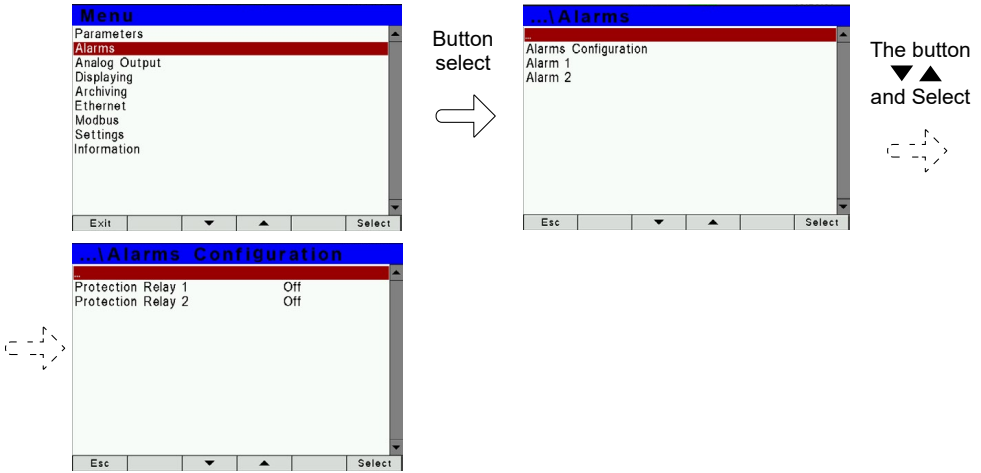 Menu
Parameters
Alarms
Analog Output
Displaying
Archiving
Ethernet
Modbus
Settings
Information
Exit ▼ ▲ Select
Button
select
...\Alarms
...
Alarms Configuration
Alarm 1
Alarm 2
Esc ▼ ▲ Select
The button
▼ ▲
and Select
...\Alarms Configuration
...
Protection Relay 1 Off
Protection Relay 2 Off
Esc ▼ ▲ Select